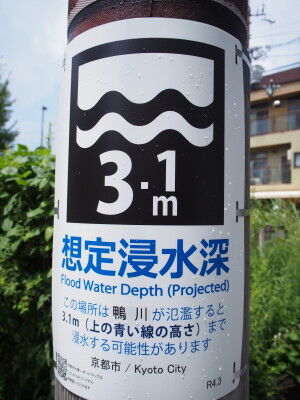 3.1m
想定浸水深
Flood Water Depth (Projected)
この場所は 鴨 川 が氾濫すると
3.1m（上の青い線の高さ）まで
浸水する可能性があります
京都市 / Kyoto City
R4.3